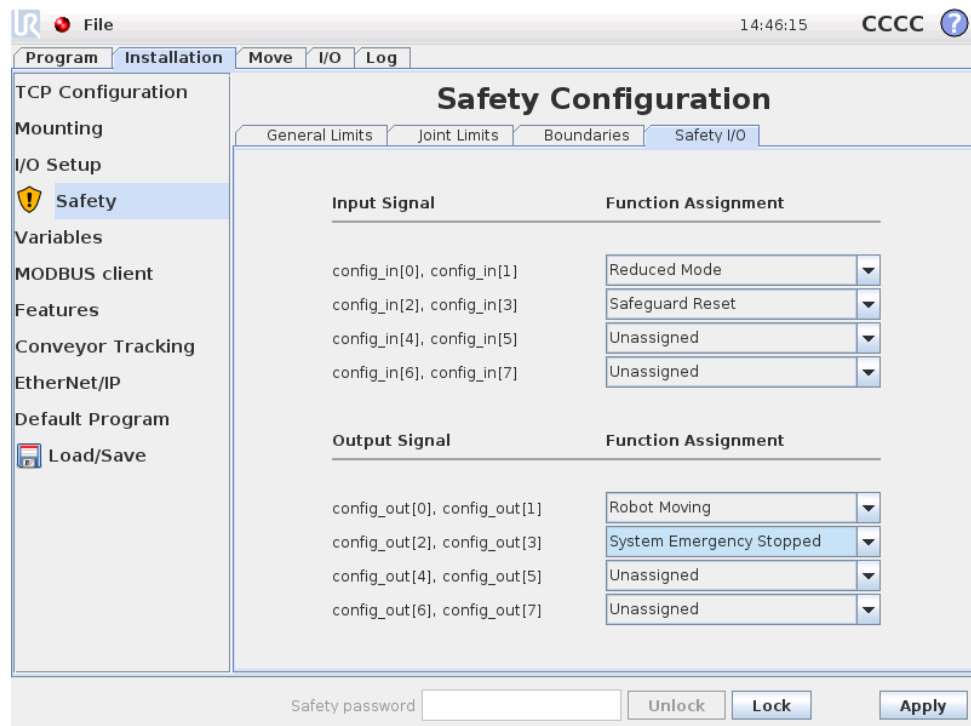 UR File 14:46:15 CCCC ?
Program Installation Move I/O Log
TCP Configuration
Mounting
I/O Setup
Safety
Variables
MODBUS client
Features
Conveyor Tracking
EtherNet/IP
Default Program
Load/Save
Safety Configuration
General Limits Joint Limits Boundaries Safety I/O
Input Signal Function Assignment
config_in[0], config_in[1] Reduced Mode
config_in[2], config_in[3] Safeguard Reset
config_in[4], config_in[5] Unassigned
config_in[6], config_in[7] Unassigned
Output Signal Function Assignment
config_out[0], config_out[1] Robot Moving
config_out[2], config_out[3] System Emergency Stopped
config_out[4], config_out[5] Unassigned
config_out[6], config_out[7] Unassigned
Safety password Unlock Lock Apply